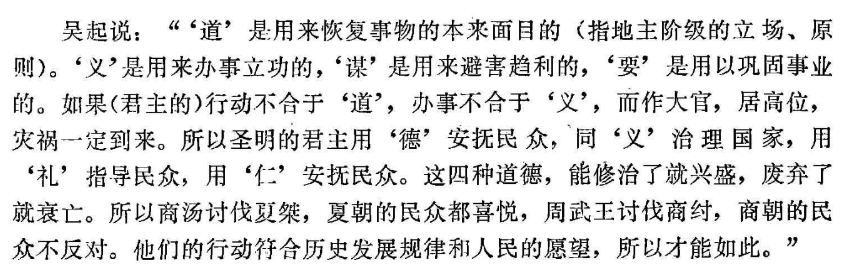 吴起说：“‘道’是用来恢复事物的本来面目的（指地主阶级的立场、原
则）。‘义’是用来办事立功的，‘谋’是用来避害趋利的，‘要’是用以巩固事业
的。如果（君主的）行动不合于‘道’，办事不合于‘义’，而作大官，居高位，
灾祸一定到来。所以圣明的君主用‘德’安抚民众，同‘义’治理国家，用
‘礼’指导民众，用‘仁’安抚民众。这四种道德，能修治了就兴盛，废弃了
就衰亡。所以商汤讨伐夏桀，夏朝的民众都喜悦，周武王讨伐商纣，商朝的民
众不反对。他们的行动符合历史发展规律和人民的愿望，所以才能如此。”